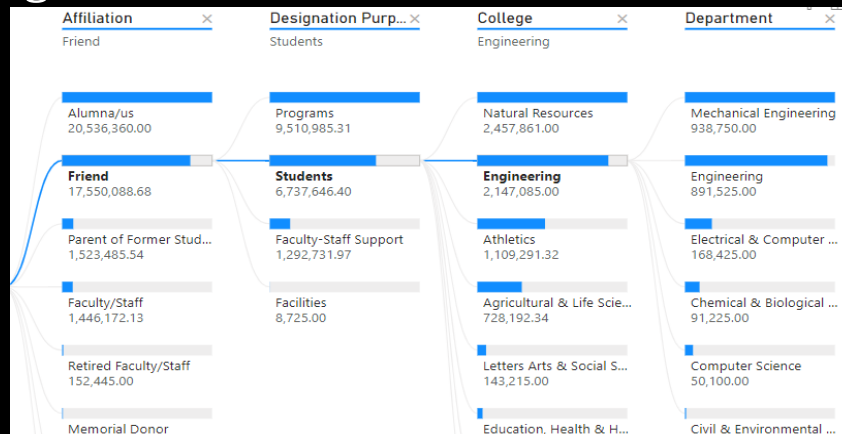 Affiliation
Friend
Alumna/us
20,536,360.00
Friend
17,550,088.68
Parent of Former Stud...
1,523,485.54
Faculty/Staff
1,446,172.13
Retired Faculty/Staff
152,445.00
Memorial Donor
Designation Purp...
Students
Programs
9,510,985.31
Students
6,737,646.40
Faculty-Staff Support
1,292,731.97
Facilities
8,725.00
College
Engineering
Natural Resources
2,457,861.00
Engineering
2,147,085.00
Athletics
1,109,291.32
Agricultural & Life Scie...
728,192.34
Letters Arts & Social S...
143,215.00
Education, Health & H...
Department
Mechanical Engineering
938,750.00
Engineering
891,525.00
Electrical & Computer ...
168,425.00
Chemical & Biological ...
91,225.00
Computer Science
50,100.00
Civil & Environmental ...